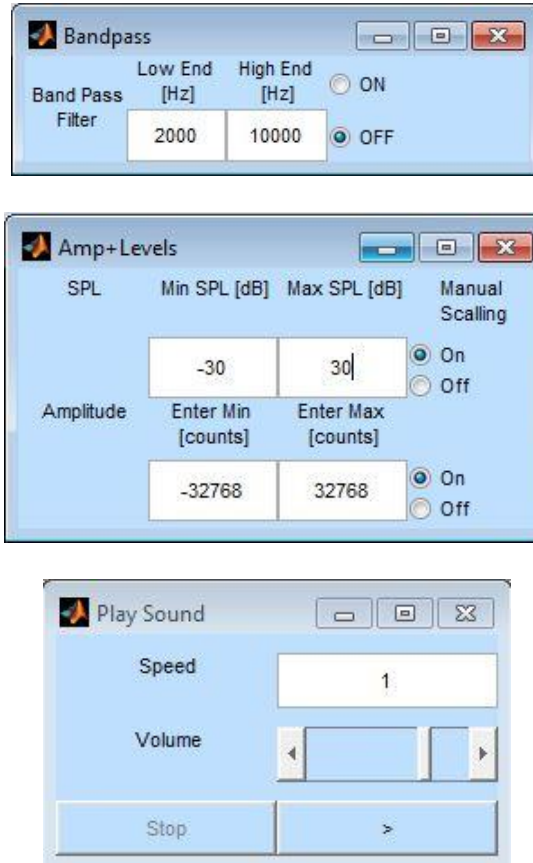 Bandpass
Low End High End
Band Pass [Hz] [Hz] ON
Filter
2000 10000 OFF
Amp+Levels
SPL Min SPL [dB] Max SPL [dB] Manual
Scalling
-30 30 On
Off
Amplitude Enter Min Enter Max
[counts] [counts]
-32768 32768 On
Off
Play Sound
Speed 1
Volume
Stop >